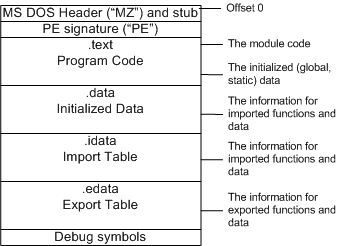 MS DOS Header (“MZ”) and stub
Offset 0
PE signature (“PE”)
.text
Program Code
The module code
The initialized (global,
static) data
.data
Initialized Data
The information for
imported functions and
data
.idata
Import Table
The information for
imported functions and
data
.edata
Export Table
The information for
exported functions and
data
Debug symbols